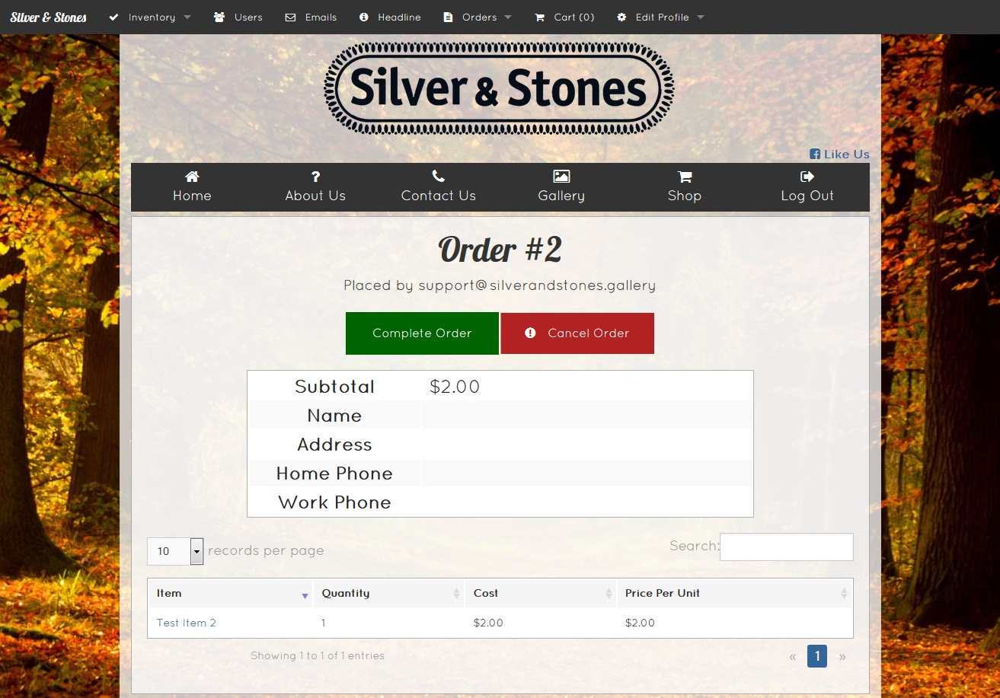 Silver & Stones Inventory Users Emails Headline Orders Cart (0) Edit Profile
Silver & Stones
Like Us
Home About Us Contact Us Gallery Shop Log Out
Order #2
Placed by support@silverandstones.gallery
Complete Order Cancel Order
Subtotal $2.00
Name
Address
Home Phone
Work Phone
10 records per page Search:
Item Quantity Cost Price Per Unit
Test Item 2 1 $2.00 $2.00
Showing 1 to 1 of 1 entries « 1 »